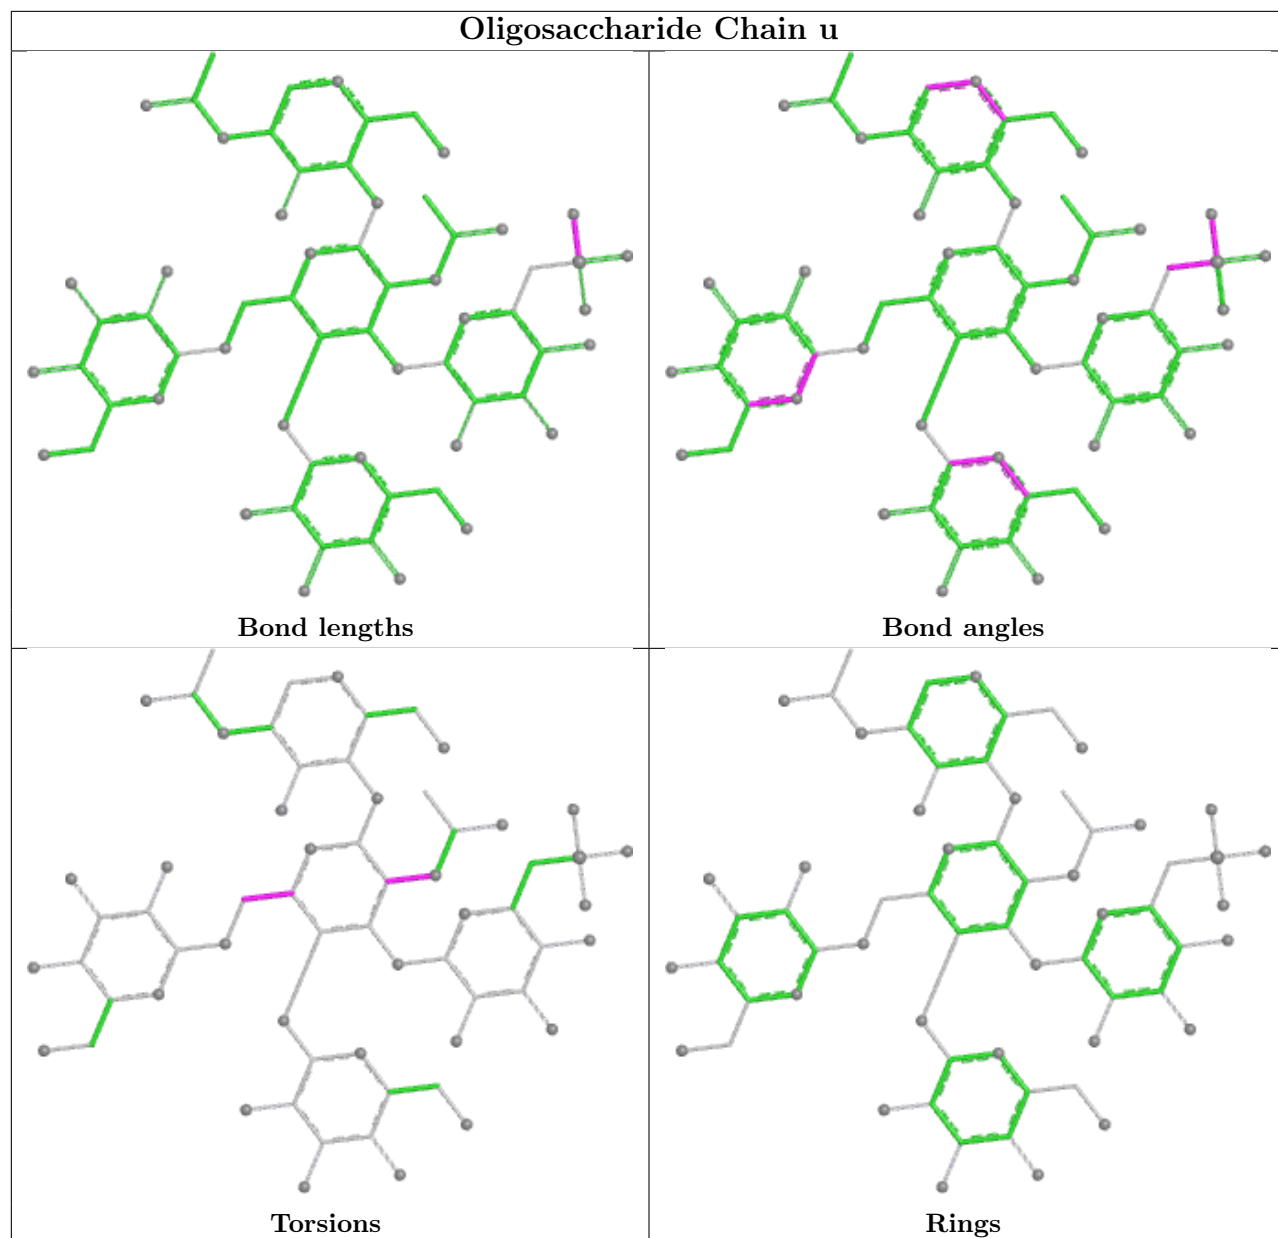 Oligosaccharide Chain u
Bond lengths
Bond angles
Torsions
Rings